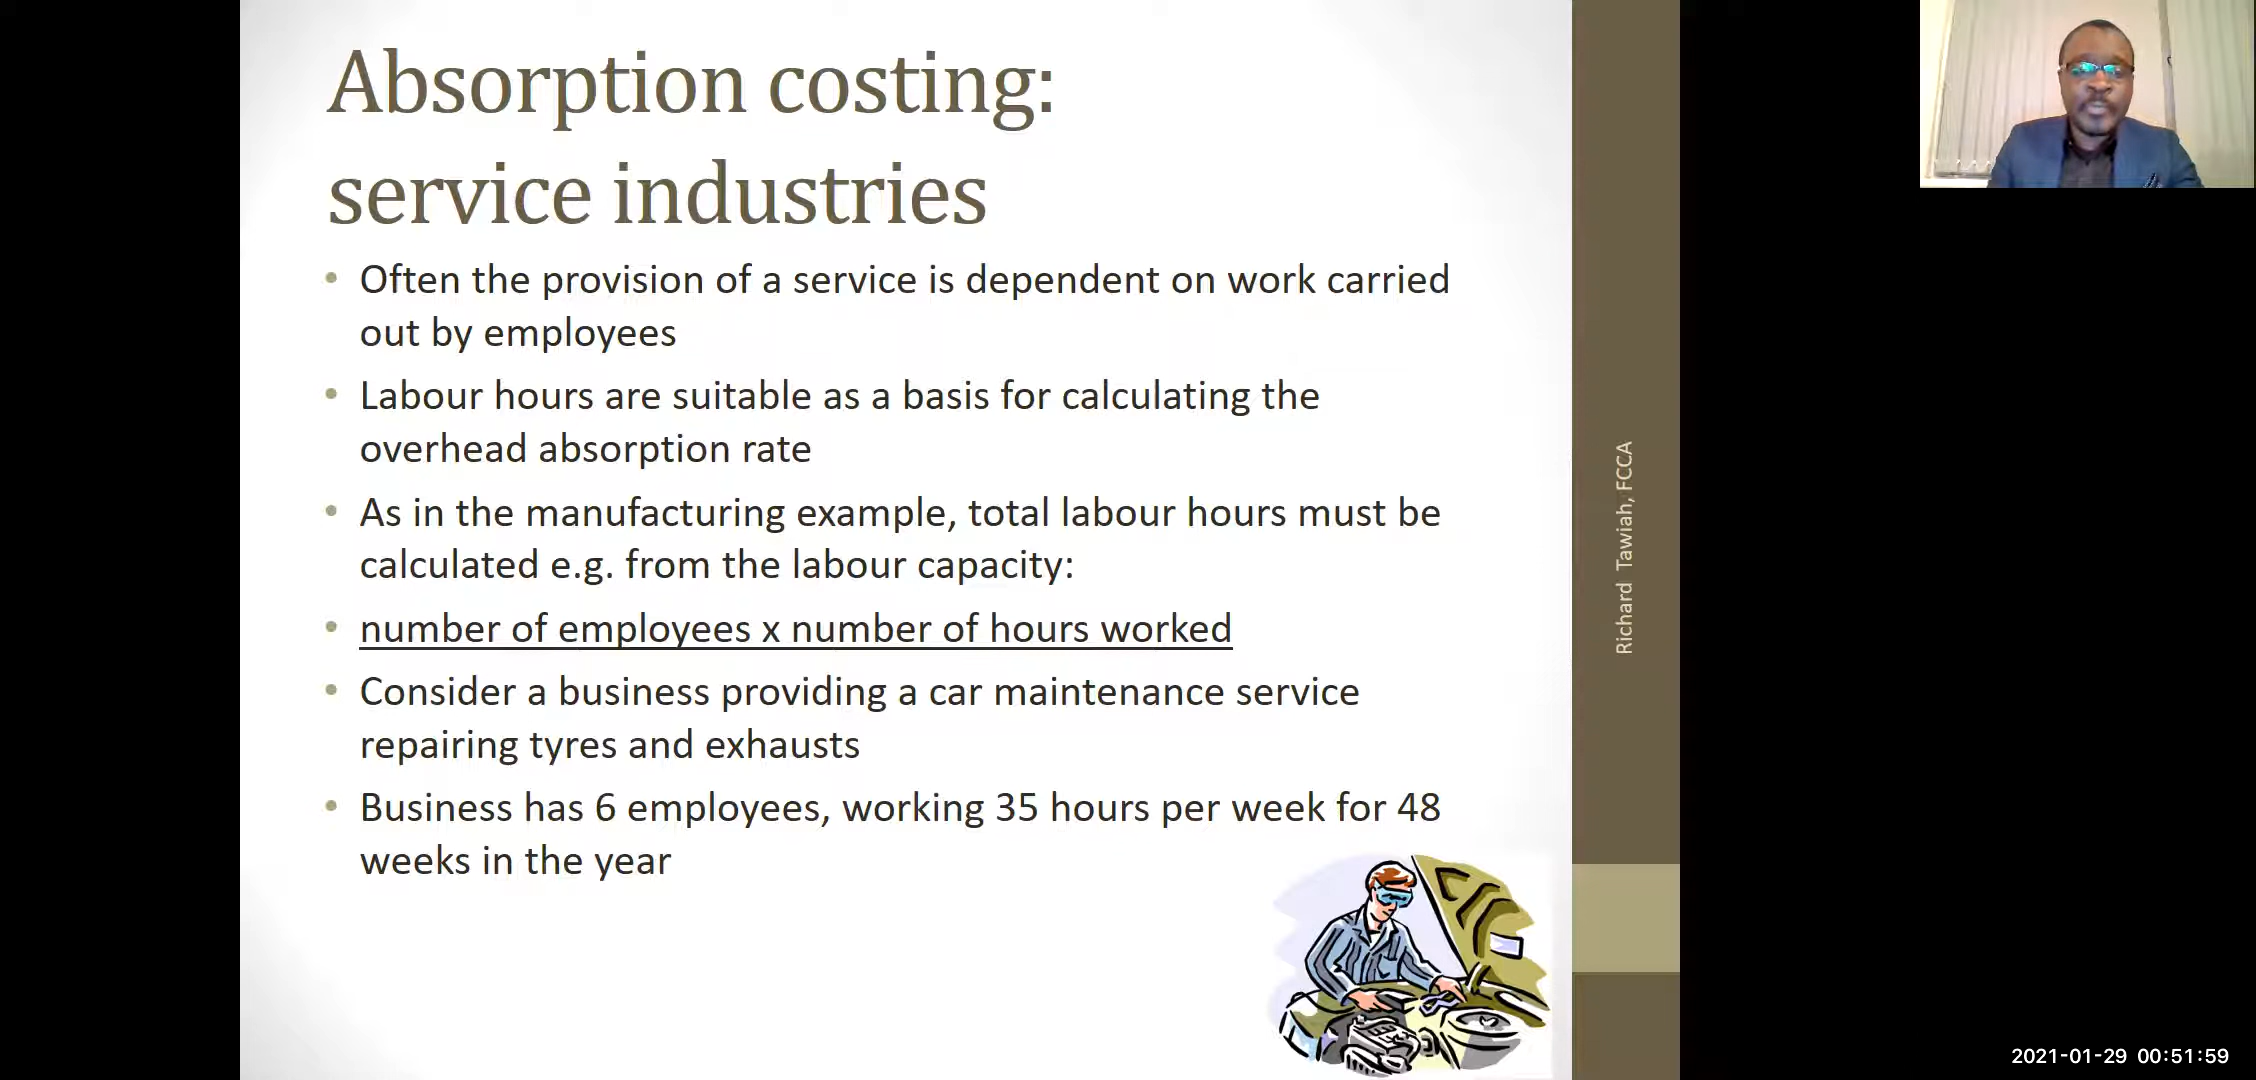 Absorption costing:
service industries
• Often the provision of a service is dependent on work carried
out by employees
• Labour hours are suitable as a basis for calculating the
overhead absorption rate
• As in the manufacturing example, total labour hours must be
calculated e.g. from the labour capacity:
• number of employees x number of hours worked
• Consider a business providing a car maintenance service
repairing tyres and exhausts
• Business has 6 employees, working 35 hours per week for 48
weeks in the year
Richard Tawiah, FCCA
2021-01-29 00:51:59